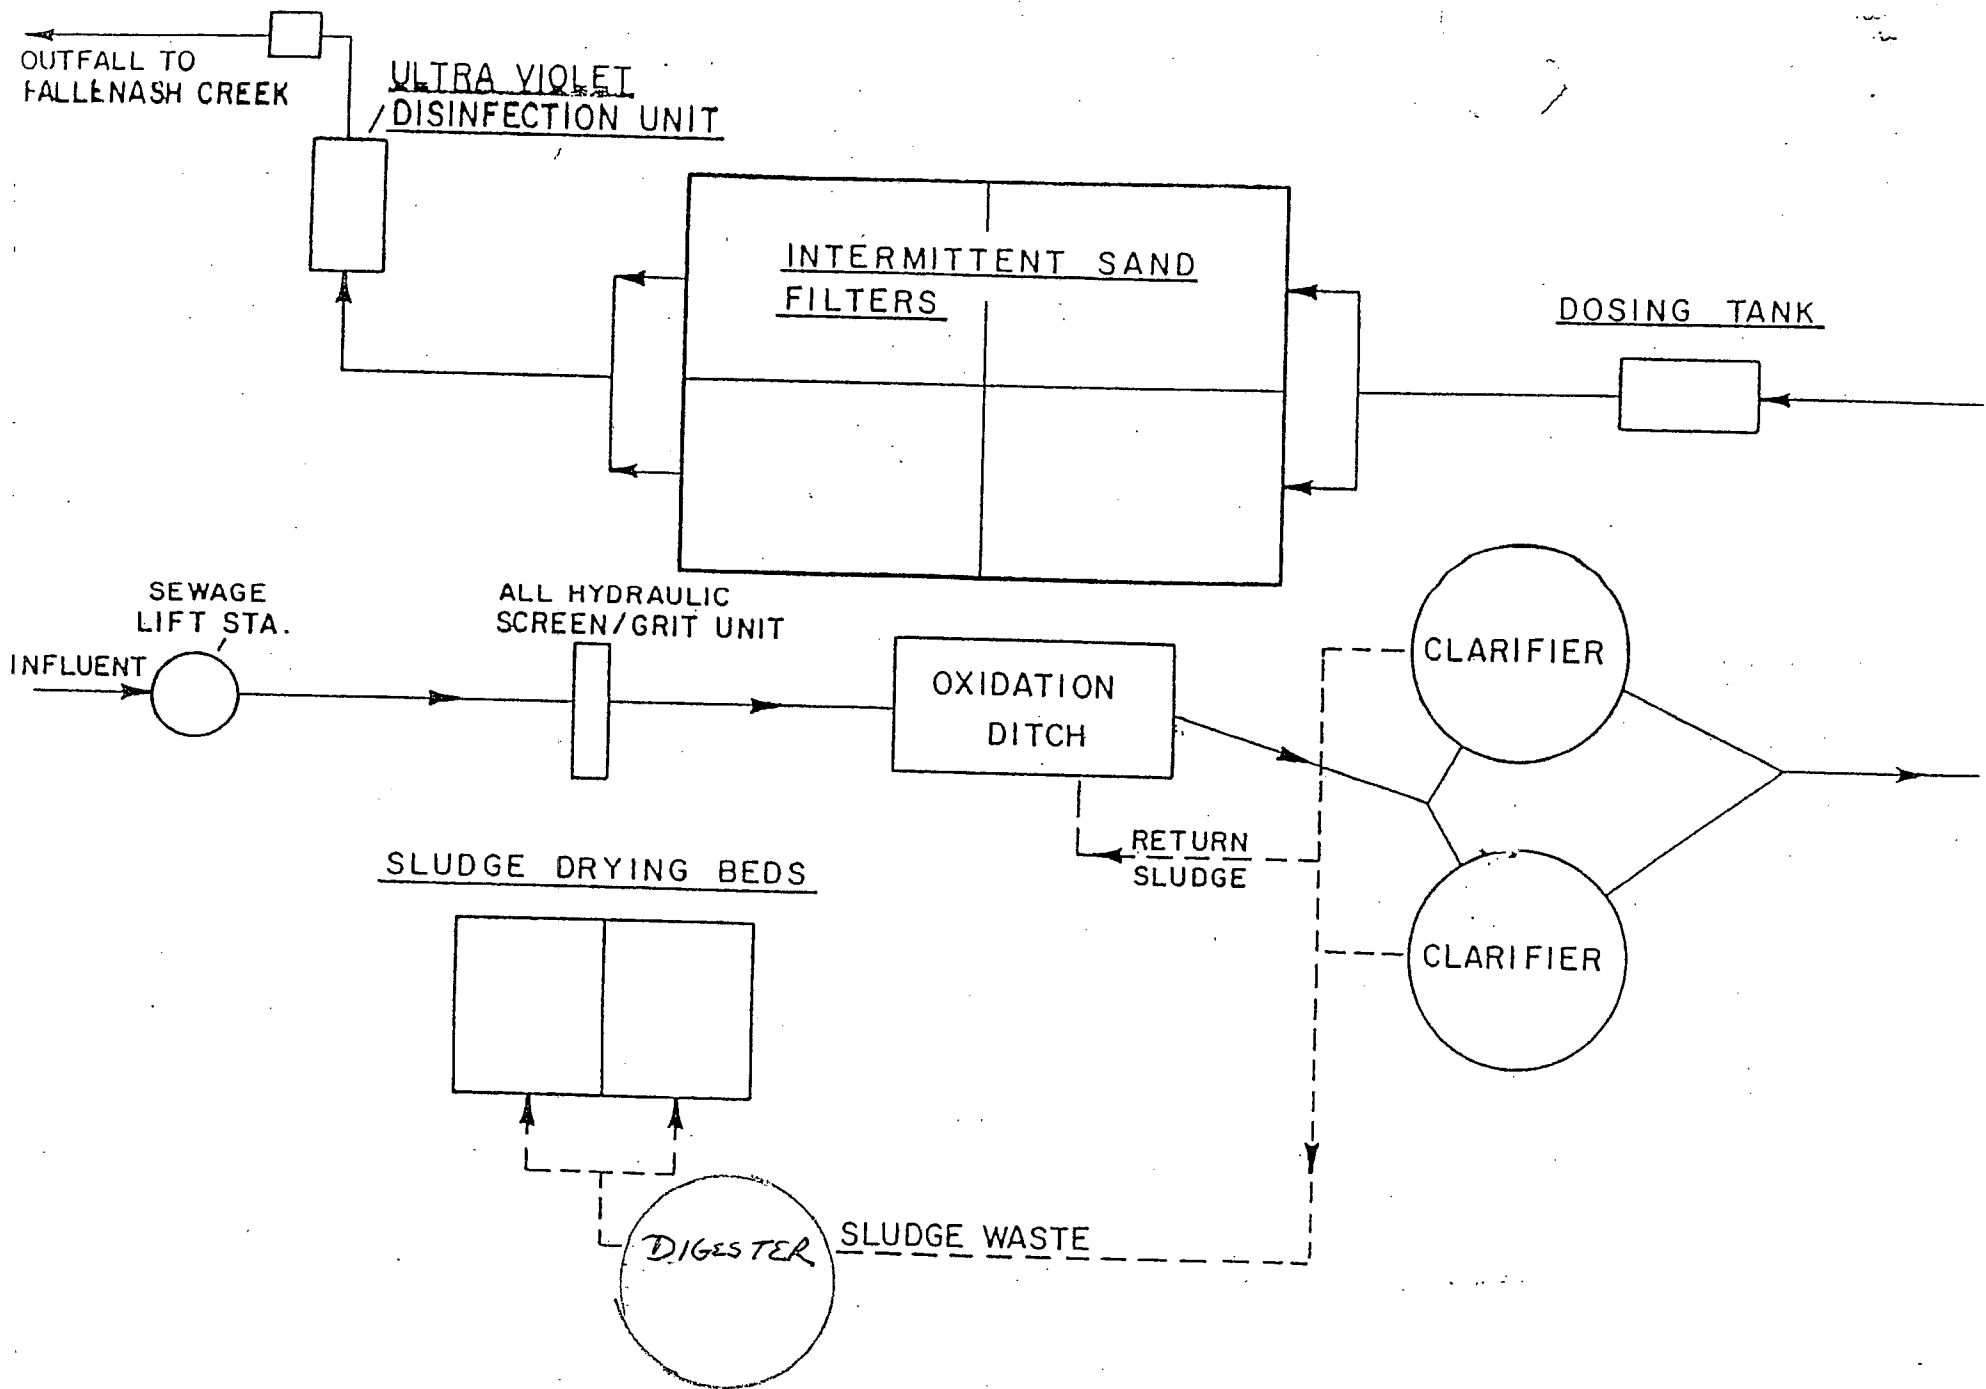 OUTFALL TO
FALLENASH CREEK
ULTRA VIOLET
DISINFECTION UNIT
INTERMITTENT SAND
FILTERS
DOSING TANK
SEWAGE
LIFT STA.
INFLUENT
ALL HYDRAULIC
SCREEN/GRIT UNIT
OXIDATION
DITCH
CLARIFIER
RETURN
SLUDGE
CLARIFIER
SLUDGE DRYING BEDS
DIGESTER
SLUDGE WASTE